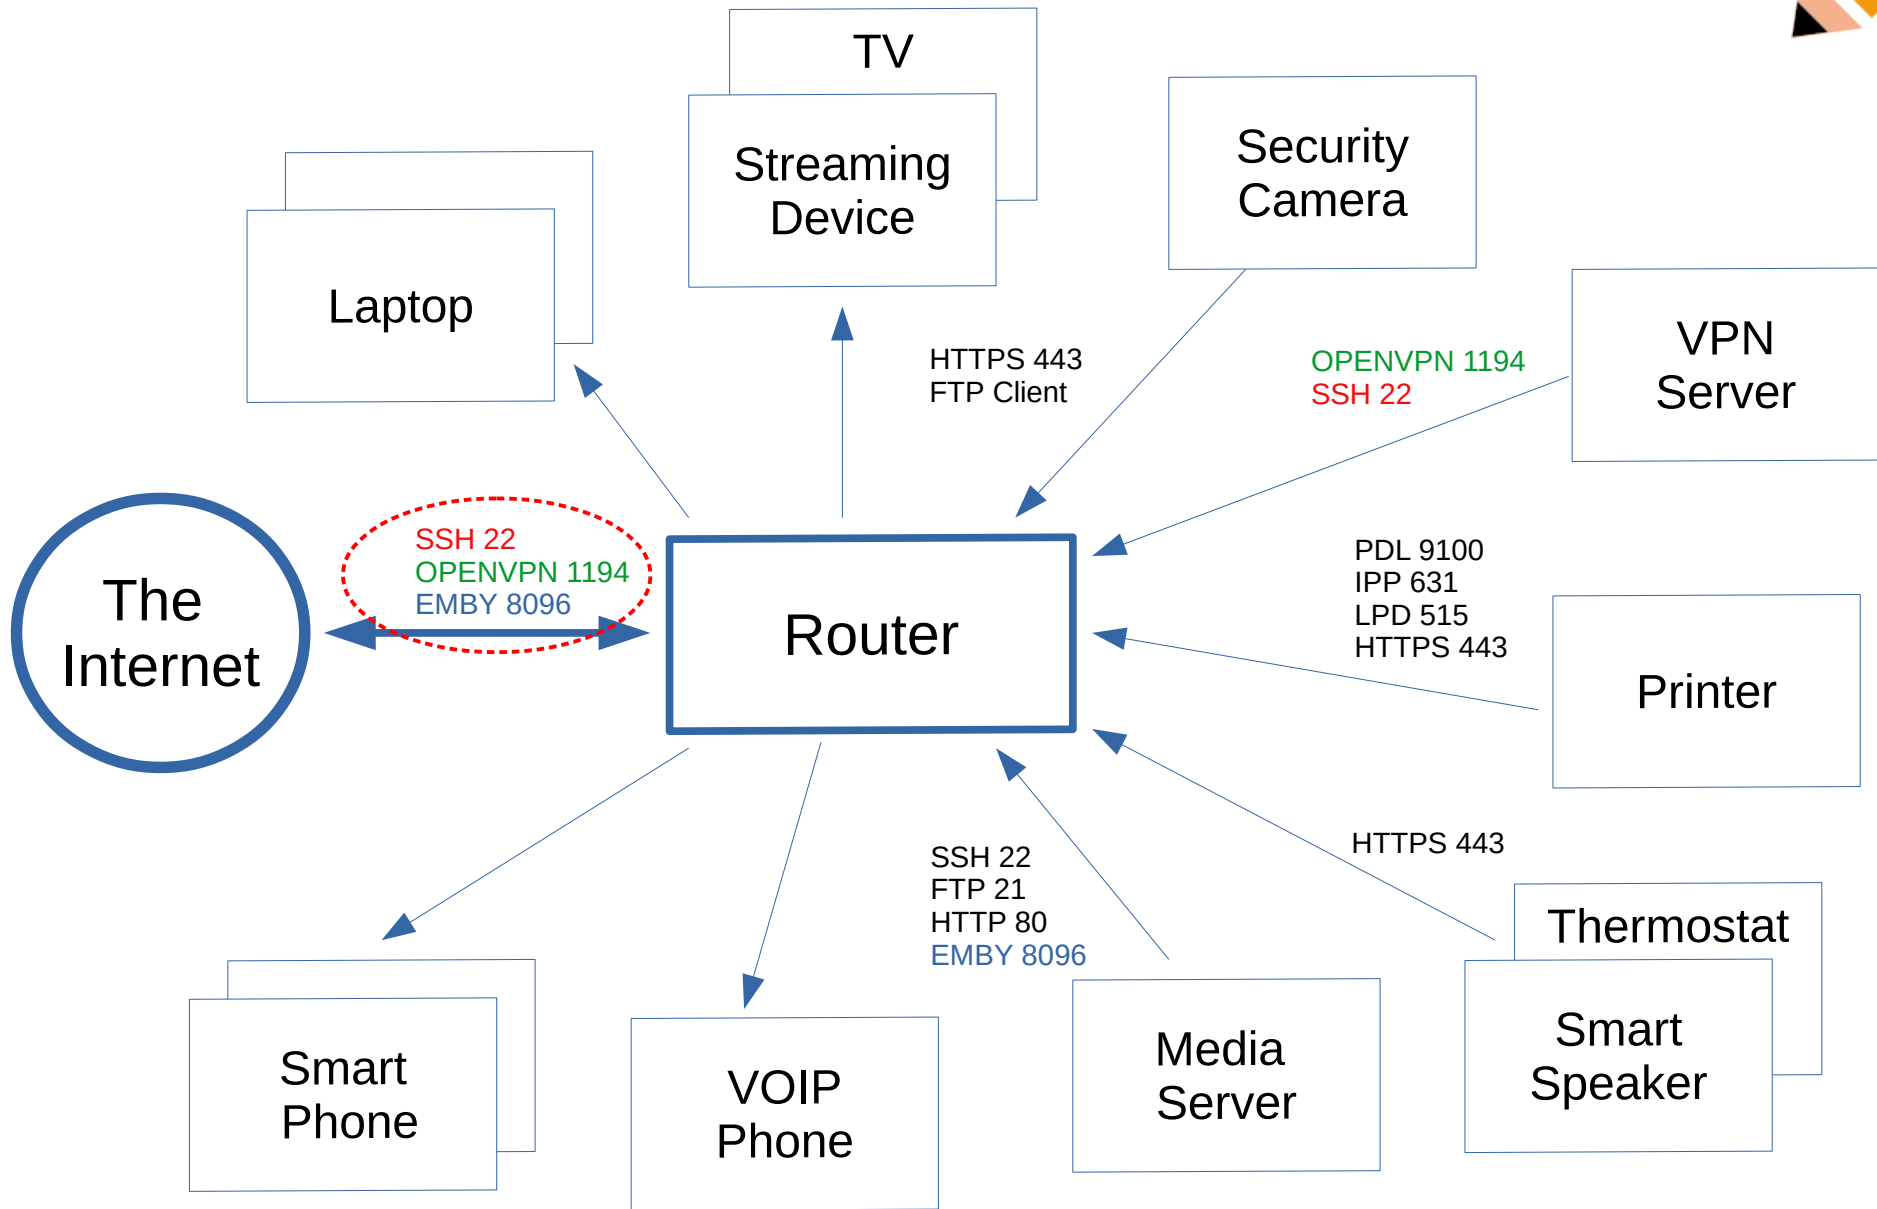 TV
Streaming
Device
Security
Camera
Laptop
HTTPS 443
FTP Client
OPENVPN 1194
SSH 22
VPN
Server
The
Internet
SSH 22
OPENVPN 1194
EMBY 8096
Router
PDL 9100
IPP 631
LPD 515
HTTPS 443
Printer
SSH 22
FTP 21
HTTP 80
EMBY 8096
HTTPS 443
Thermostat
Smart
Speaker
Smart
Phone
VOIP
Phone
Media
Server